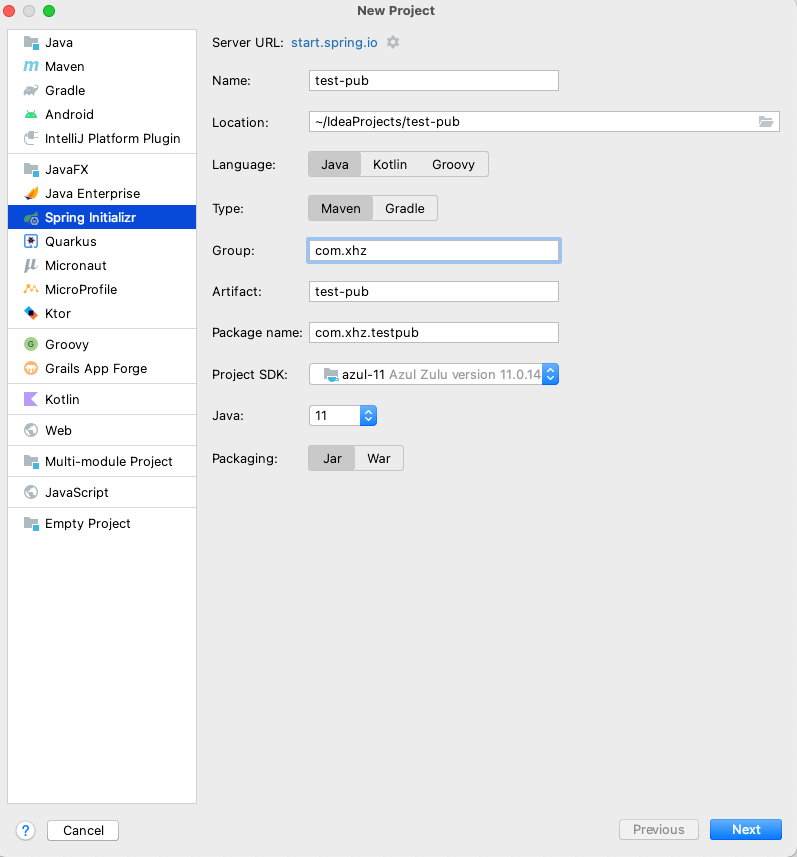 New Project
Java
Maven
Gradle
Android
IntelliJ Platform Plugin
JavaFX
Java Enterprise
Spring Initializr
Quarkus
Micronaut
MicroProfile
Ktor
Groovy
Grails App Forge
Kotlin
Web
Multi-module Project
JavaScript
Empty Project
Server URL: start.spring.io
Name: test-pub
Location: ~/IdeaProjects/test-pub
Language: Java Kotlin Groovy
Type: Maven Gradle
Group: com.xhz
Artifact: test-pub
Package name: com.xhz.testpub
Project SDK: azul-11 Azul Zulu version 11.0.14
Java: 11
Packaging: Jar War
? Cancel Previous Next